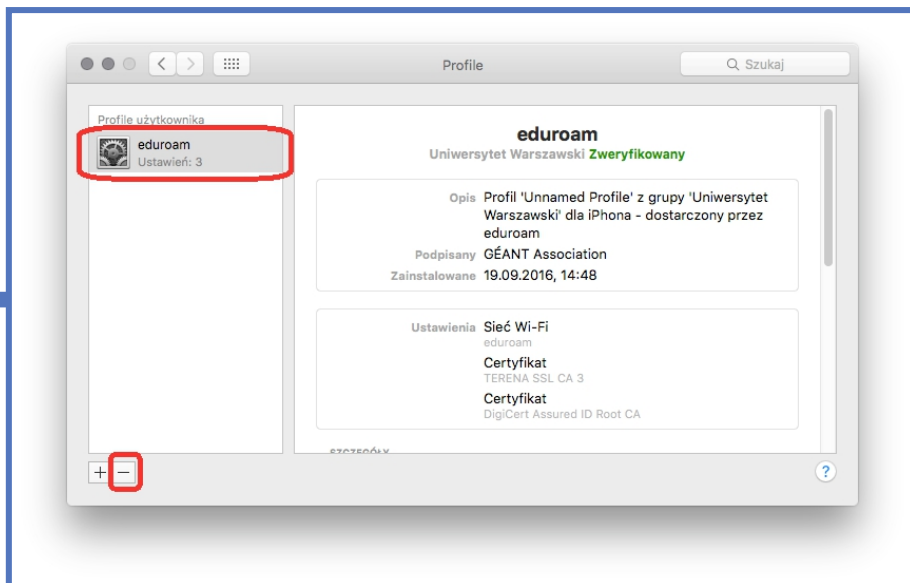 Profile
Szukaj
Profile użytkownika
eduroam
Ustawień: 3
eduroam
Uniwersytet Warszawski Zweryfikowany
Opis Profil 'Unnamed Profile' z grupy 'Uniwersytet
Warszawski' dla iPhona - dostarczony przez
eduroam
Podpisany GÉANT Association
Zainstalowane 19.09.2016, 14:48
Ustawienia Sieć Wi-Fi
eduroam
Certyfikat
TERENA SSL CA 3
Certyfikat
DigiCert Assured ID Root CA
SZCZEGÓŁY
+ −
?